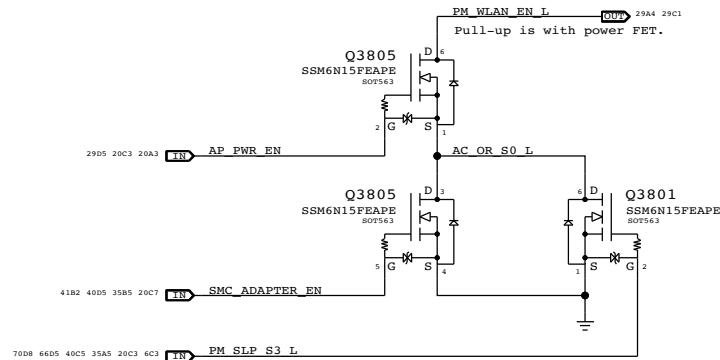 PM_WLAN_EN_L
OUT 29A4 29C1
Pull-up is with power FET.
Q3805
SSM6N15FEAPE
SOT563
D 6
2 G S 1
29D5 20C3 20A3 IN AP_PWR_EN
AC_OR_S0_L
Q3805
SSM6N15FEAPE
SOT563
D 3
5 G S 4
6 D
Q3801
SSM6N15FEAPE
SOT563
1 S G 2
41B2 40D5 35B5 20C7 IN SMC_ADAPTER_EN
70D8 66D5 40C5 35A5 20C3 6C3 IN PM_SLP_S3_L